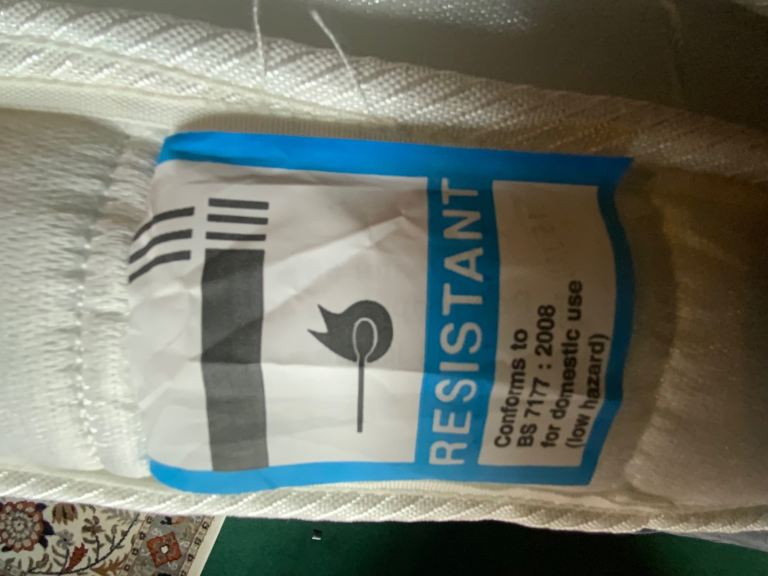 RESISTANT
Conforms to
BS 7177 : 2008
for domestic use
(low hazard)